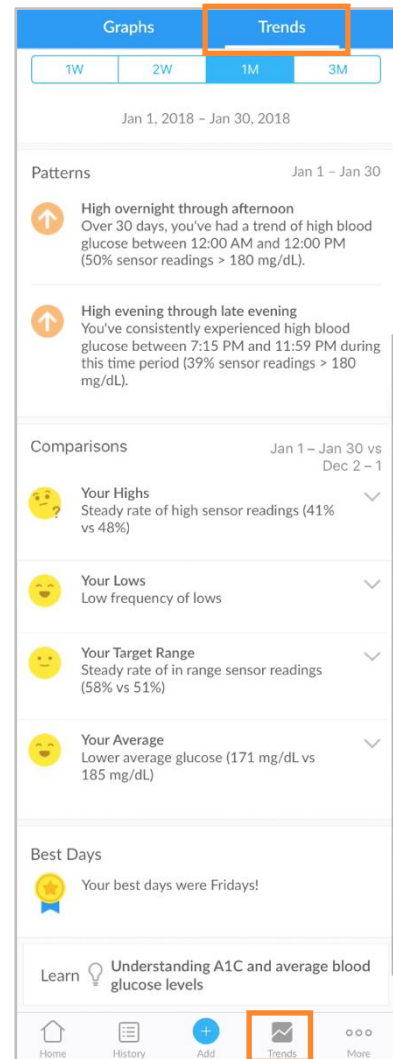 Graphs Trends
1W 2W 1M 3M
Jan 1, 2018 – Jan 30, 2018
Patterns Jan 1 – Jan 30
High overnight through afternoon
Over 30 days, you've had a trend of high blood
glucose between 12:00 AM and 12:00 PM
(50% sensor readings > 180 mg/dL).
High evening through late evening
You've consistently experienced high blood
glucose between 7:15 PM and 11:59 PM during
this time period (39% sensor readings > 180
mg/dL).
Comparisons Jan 1 – Jan 30 vs
Dec 2 – 1
Your Highs
Steady rate of high sensor readings (41%
vs 48%)
Your Lows
Low frequency of lows
Your Target Range
Steady rate of in range sensor readings
(58% vs 51%)
Your Average
Lower average glucose (171 mg/dL vs
185 mg/dL)
Best Days
Your best days were Fridays!
Learn Understanding A1C and average blood
glucose levels
Home History Add Trends More